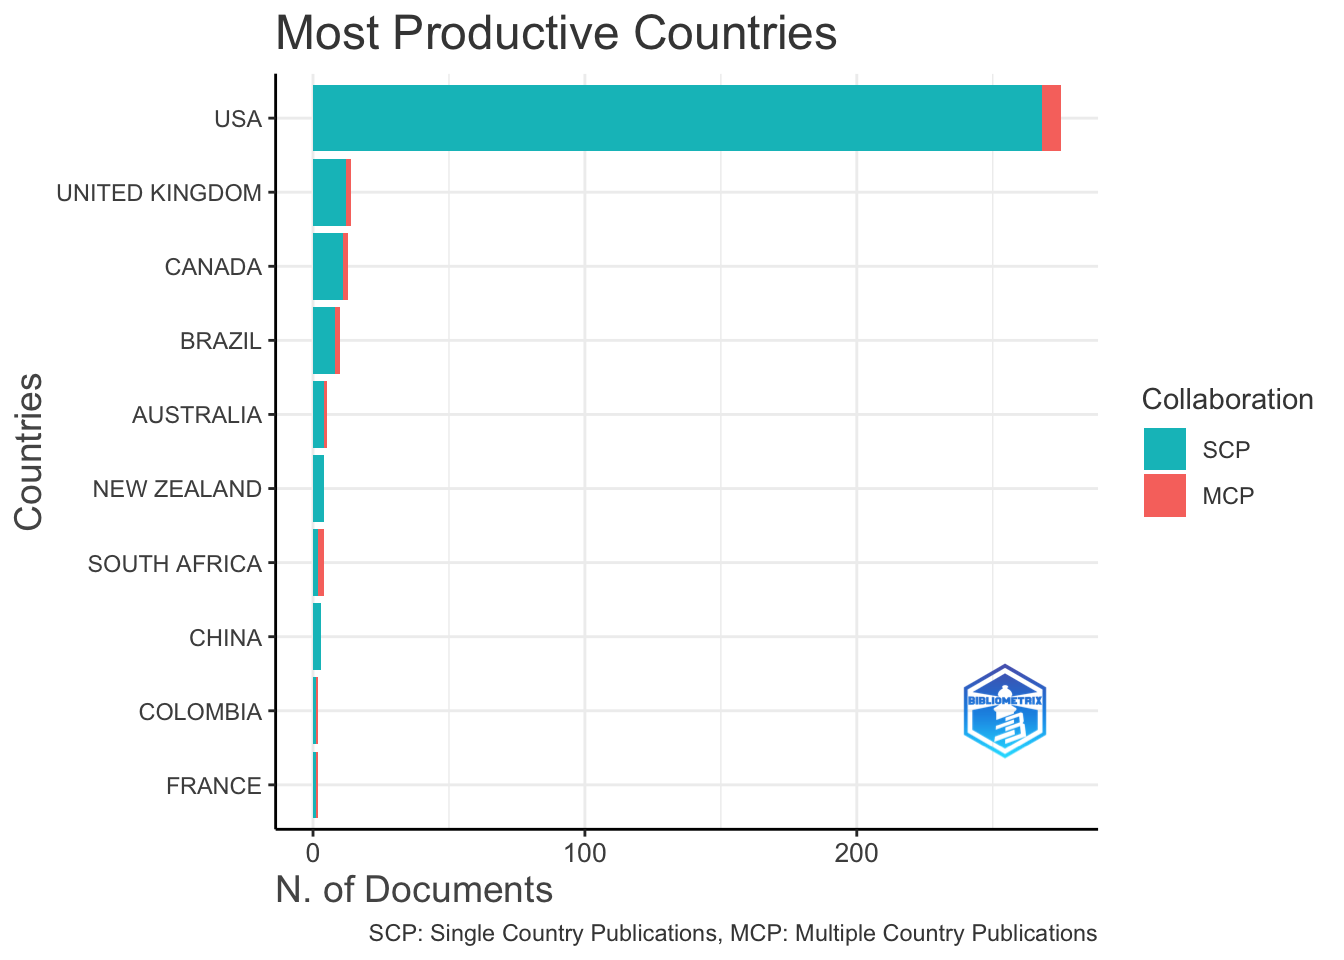 Most Productive Countries
USA
UNITED KINGDOM
CANADA
BRAZIL
AUSTRALIA
NEW ZEALAND
SOUTH AFRICA
CHINA
COLOMBIA
FRANCE
Countries
0 100 200
N. of Documents
SCP: Single Country Publications, MCP: Multiple Country Publications
Collaboration
SCP
MCP
BIBLIOMETRIX